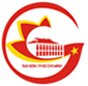 SÀI GÒN - TP.HỒ CHÍ MINH